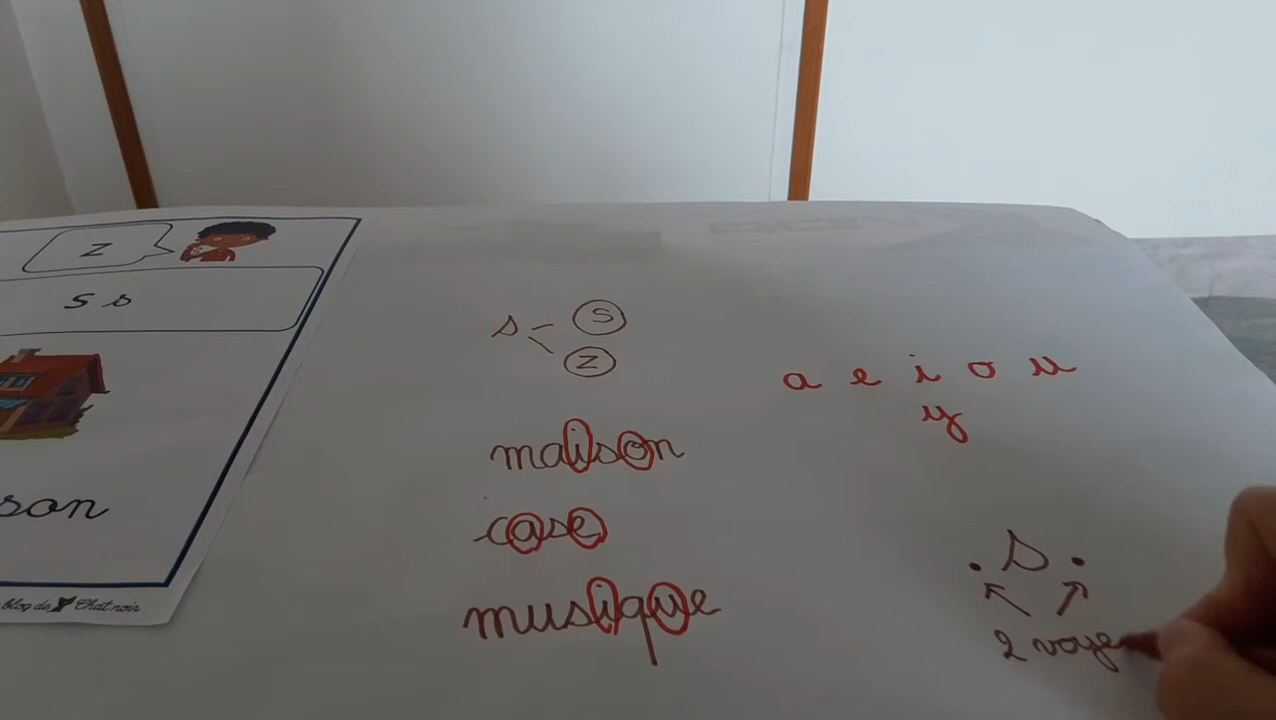 z
s s
son
blog de Chat noir
s s
z
maison
case
musique
a e i o u
y
. s .
2 voye